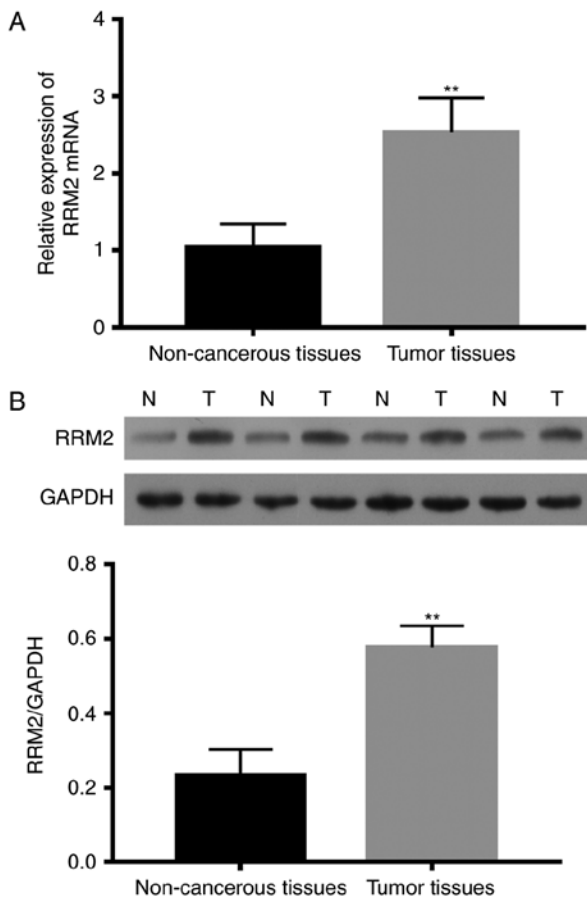 A
Relative expression of
RRM2 mRNA
4
3
2
1
0
**
Non-cancerous tissues Tumor tissues
B
N T N T N T N T
RRM2
GAPDH
RRM2/GAPDH
0.8
0.6
0.4
0.2
0.0
**
Non-cancerous tissues Tumor tissues